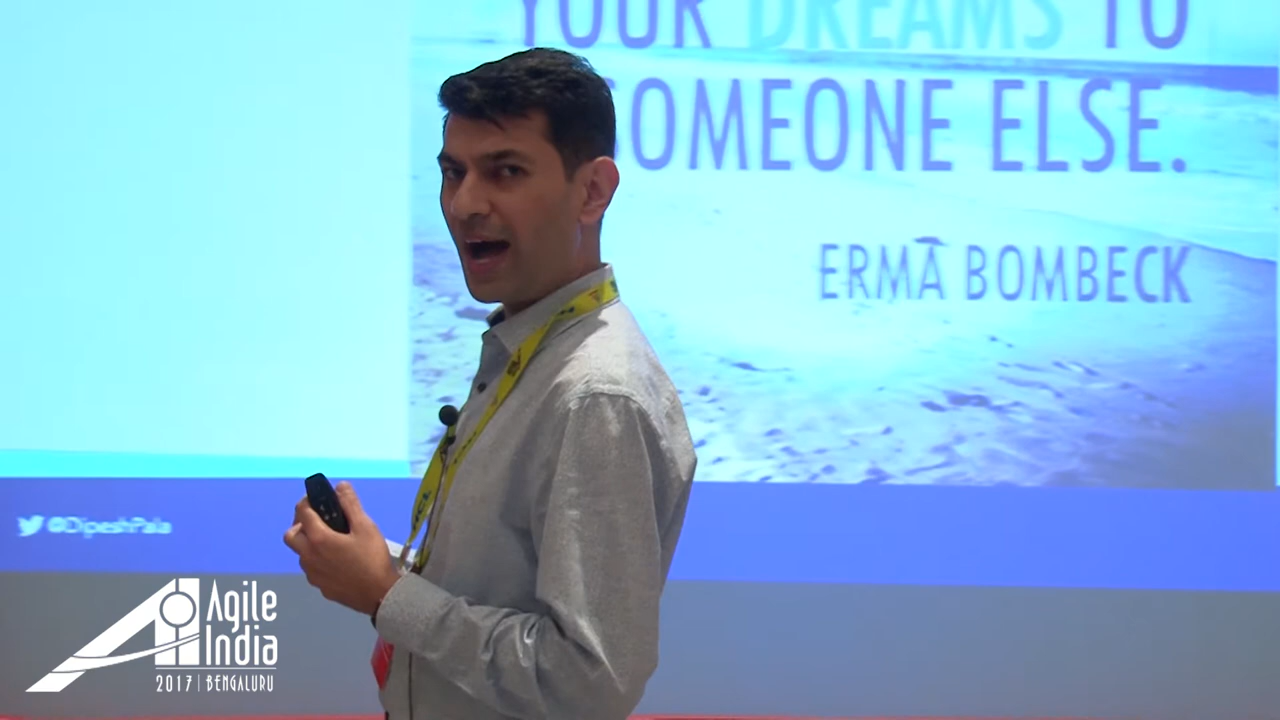 YOUR DREAMS TO
SOMEONE ELSE.
ERMA BOMBECK
@DipeshPala
Agile
India
2017 | BENGALURU